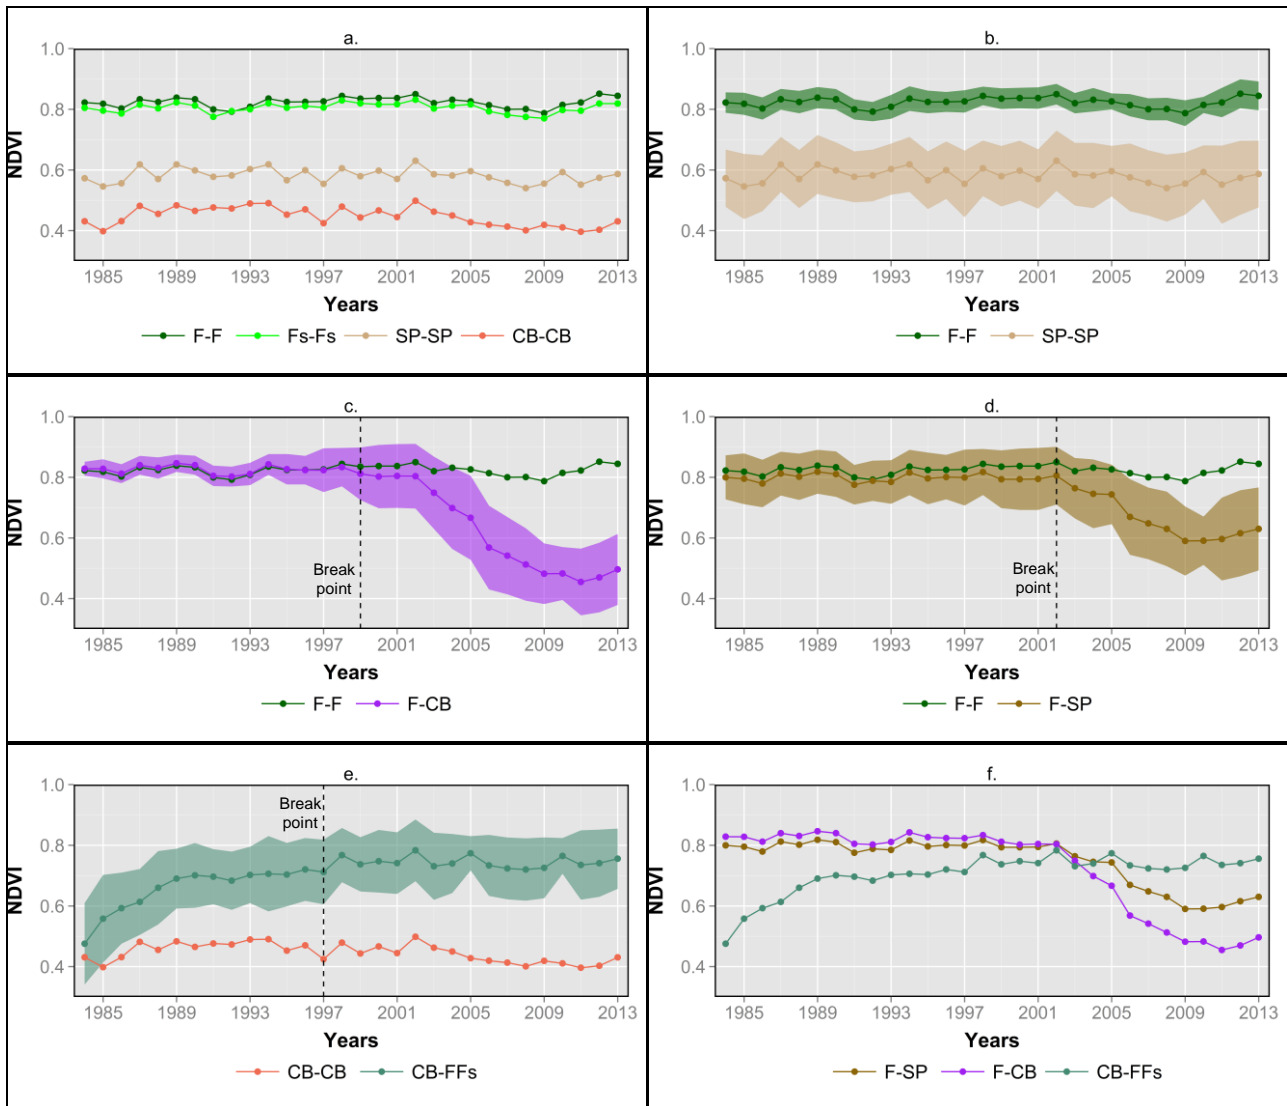 a.
1.0
0.8
0.6
0.4
NDVI
1985 1989 1993 1997 2001 2005 2009 2013
Years
F-F Fs-Fs SP-SP CB-CB
b.
1.0
0.8
0.6
0.4
NDVI
1985 1989 1993 1997 2001 2005 2009 2013
Years
F-F SP-SP
c.
1.0
0.8
0.6
0.4
NDVI
Break
point
1985 1989 1993 1997 2001 2005 2009 2013
Years
F-F F-CB
d.
1.0
0.8
0.6
0.4
NDVI
Break
point
1985 1989 1993 1997 2001 2005 2009 2013
Years
F-F F-SP
e.
1.0
0.8
0.6
0.4
NDVI
Break
point
1985 1989 1993 1997 2001 2005 2009 2013
Years
CB-CB CB-FFs
f.
1.0
0.8
0.6
0.4
NDVI
1985 1989 1993 1997 2001 2005 2009 2013
Years
F-SP F-CB CB-FFs